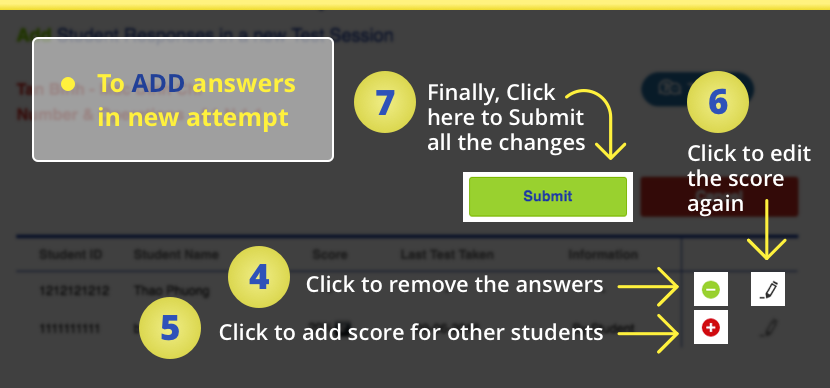 Add Student Responses in a new Test Session
To ADD answers
in new attempt
7
Finally, Click
here to Submit
all the changes
6
Click to edit
the score
again
Submit
Student ID Student Name Score Last Test Taken Information
4
Click to remove the answers
1212121212 Thao Phuong
5
Click to add score for other students
1111111111